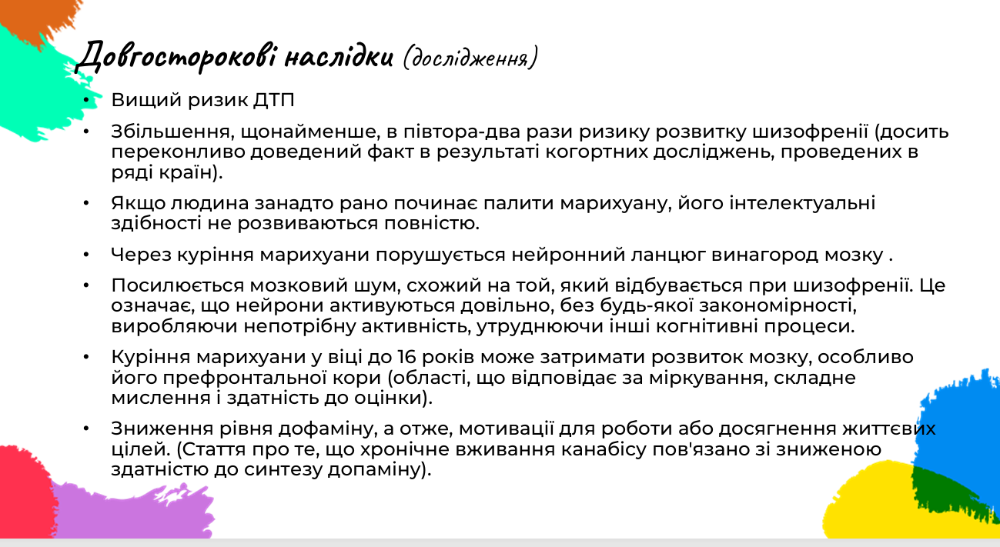 Довгосторокові наслідки (дослідження)
• Вищий ризик ДТП
• Збільшення, щонайменше, в півтора-два рази ризику розвитку шизофренії (досить
переконливо доведений факт в результаті когортних досліджень, проведених в
ряді країн).
• Якщо людина занадто рано починає палити марихуану, його інтелектуальні
здібності не розвиваються повністю.
• Через куріння марихуани порушується нейронний ланцюг винагород мозку .
• Посилюється мозковий шум, схожий на той, який відбувається при шизофренії. Це
означає, що нейрони активуються довільно, без будь-якої закономірності,
виробляючи непотрібну активність, утруднюючи інші когнітивні процеси.
• Куріння марихуани у віці до 16 років може затримати розвиток мозку, особливо
його префронтальної кори (області, що відповідає за міркування, складне
мислення і здатність до оцінки).
• Зниження рівня дофаміну, а отже, мотивації для роботи або досягнення життєвих
цілей. (Стаття про те, що хронічне вживання канабісу пов'язано зі зниженою
здатністю до синтезу допаміну).